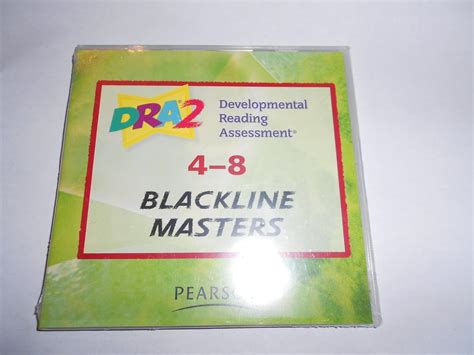 DRA2 Developmental
Reading
Assessment®
4–8
BLACKLINE
MASTERS